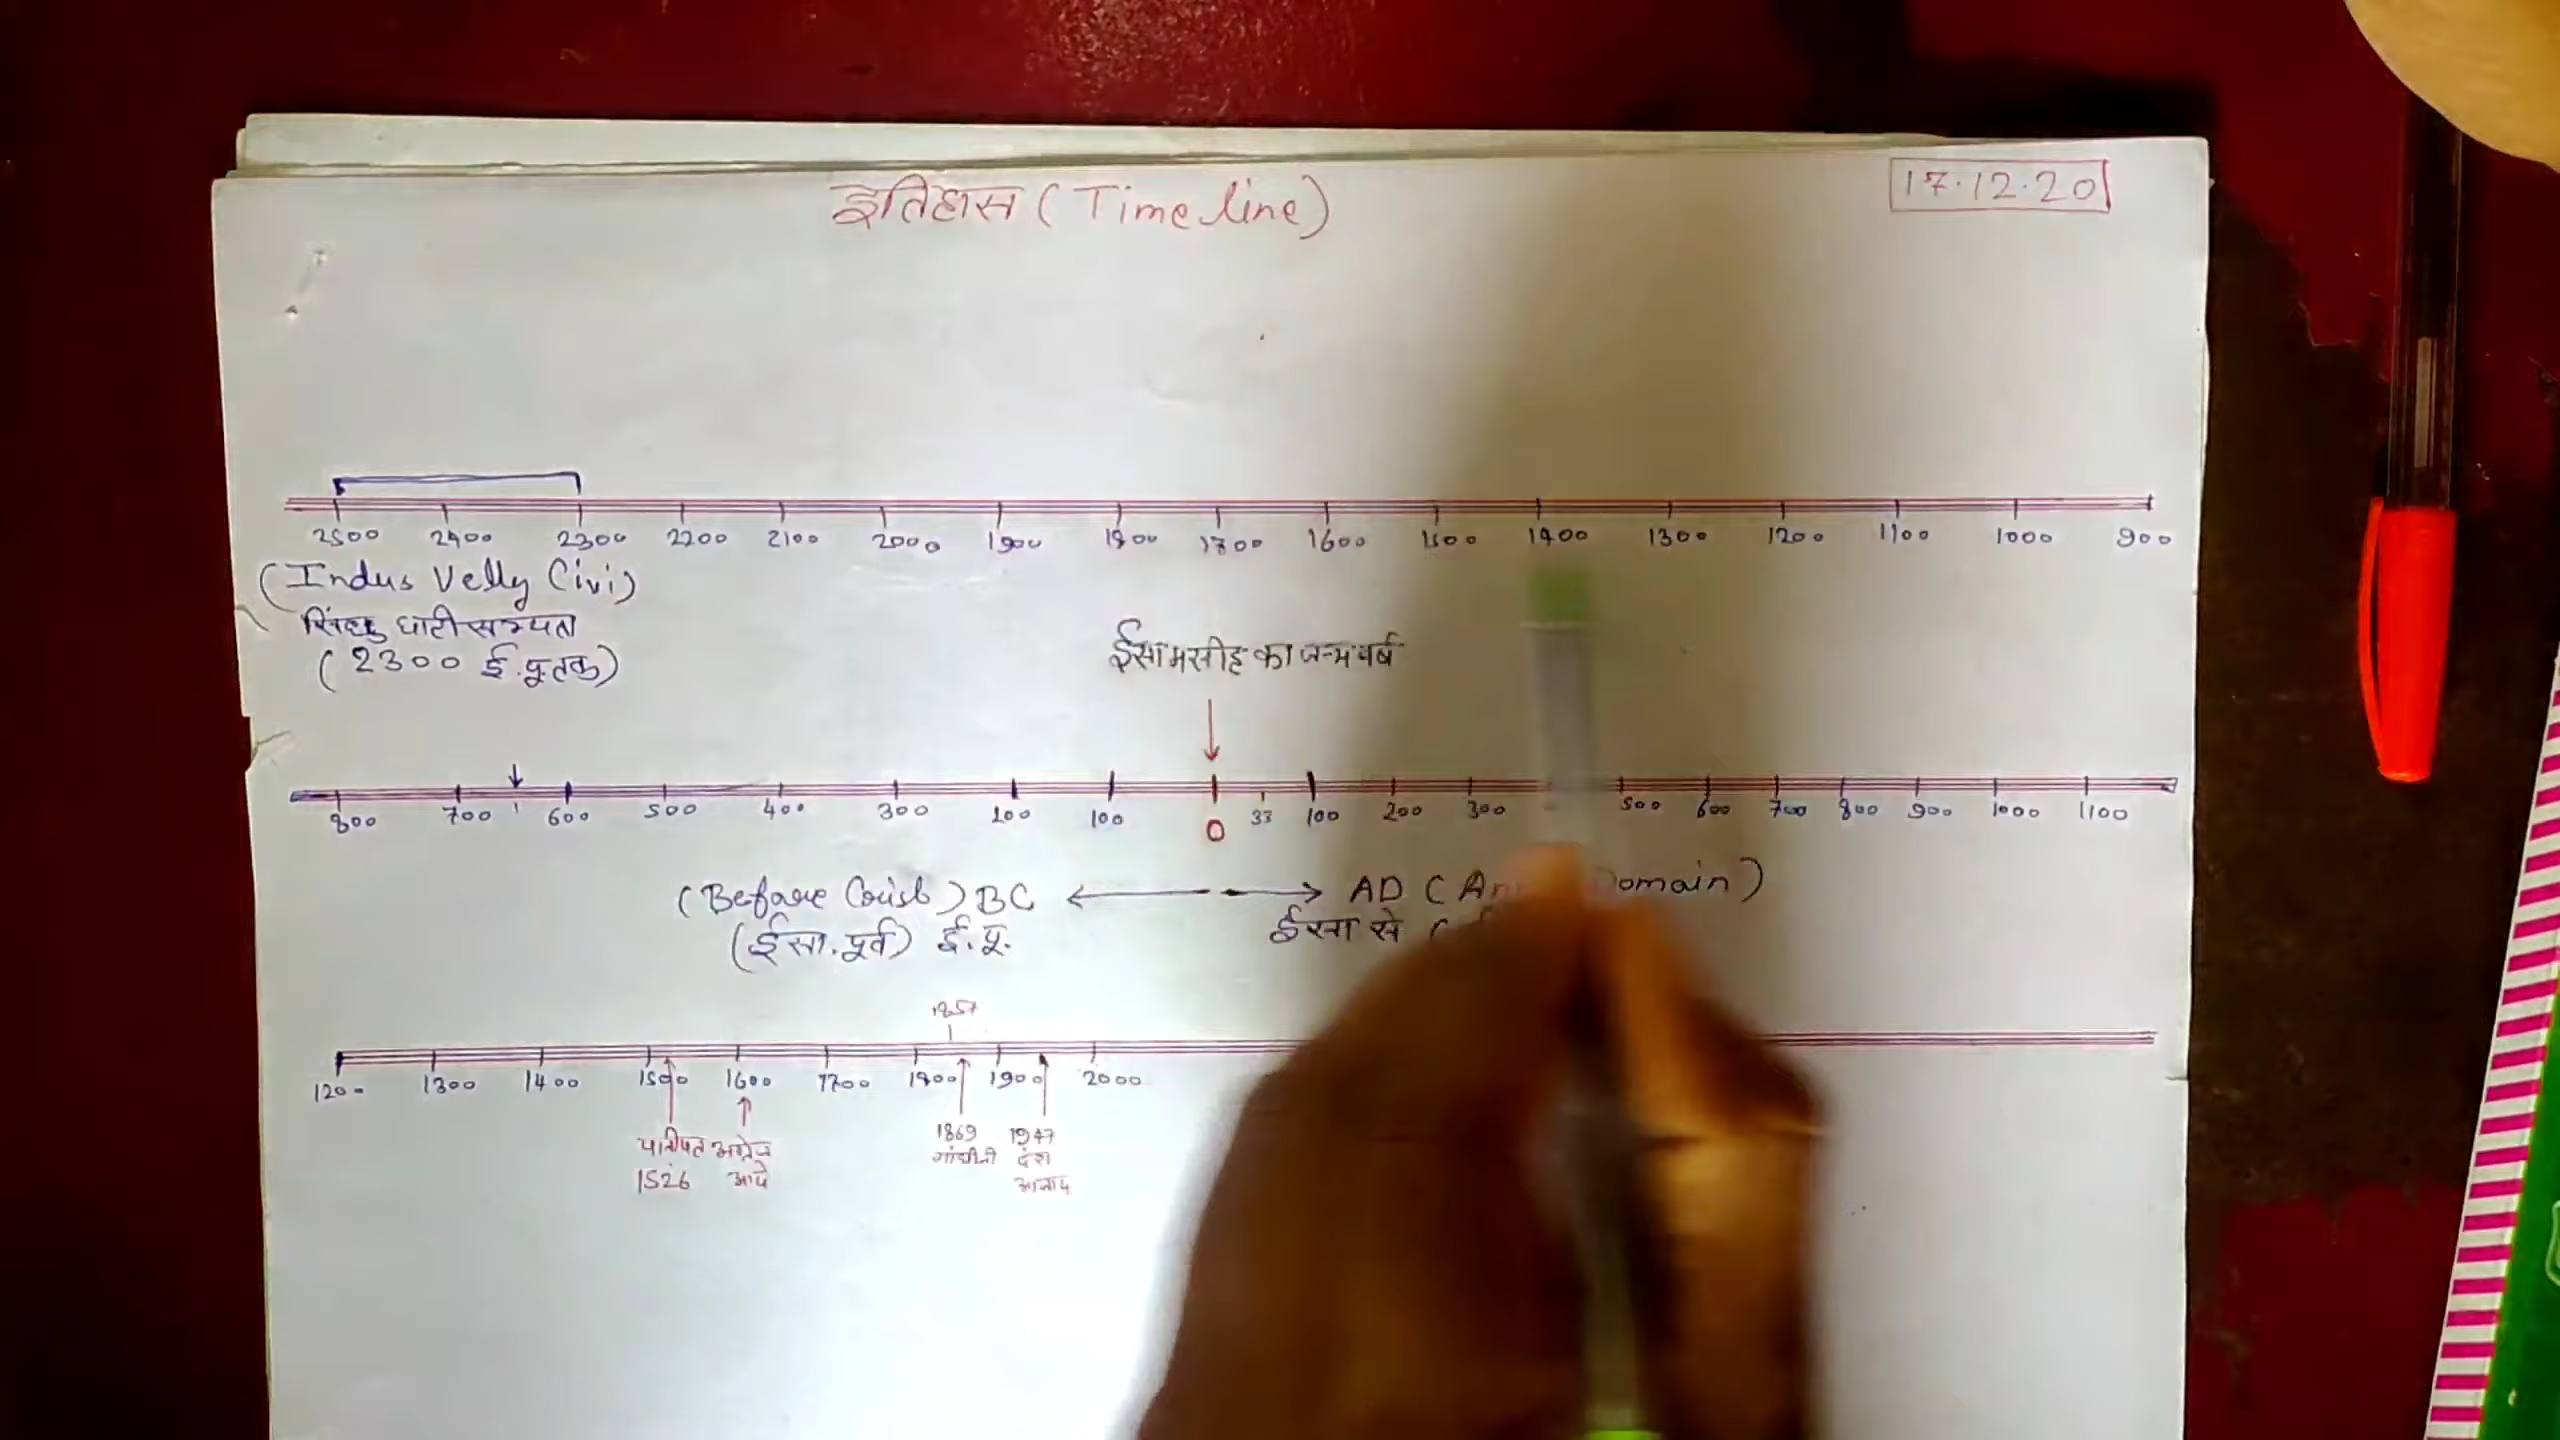 इतिहास (Time line)
17.12.20
2500 2400 2300 2200 2100 2000 1900 1800 1700 1600 1500 1400 1300 1200 1100 1000 900
(Indus Velly Civi)
सिंधु घाटी सभ्यता
(2300 ई.पू.तक)
ईसा मसीह का जन्म वर्ष
800 700 600 500 400 300 200 100 0 33 100 200 300 500 600 700 800 900 1000 1100
(Before Crist) BC ← → AD (An Domain)
(ईसा.पूर्व) ई.पू. ईसा से
1857
1200 1300 1400 1500 1600 1700 1800 1900 2000
पानीपत अंग्रेज 1869 1947
1526 आये गांधीजी देश
आजाद